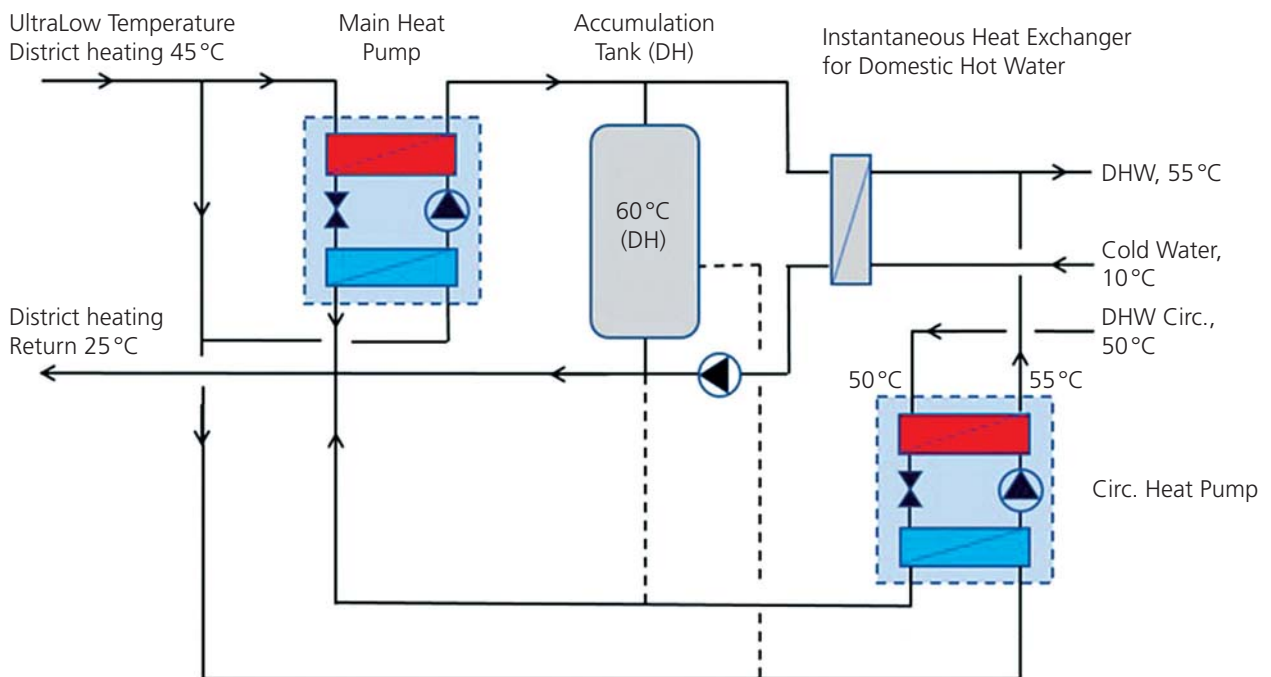 UltraLow Temperature
District heating 45 °C
Main Heat
Pump
Accumulation
Tank (DH)
Instantaneous Heat Exchanger
for Domestic Hot Water
60 °C
(DH)
DHW, 55 °C
Cold Water,
10 °C
DHW Circ.,
50 °C
District heating
Return 25 °C
50 °C
55 °C
Circ. Heat Pump